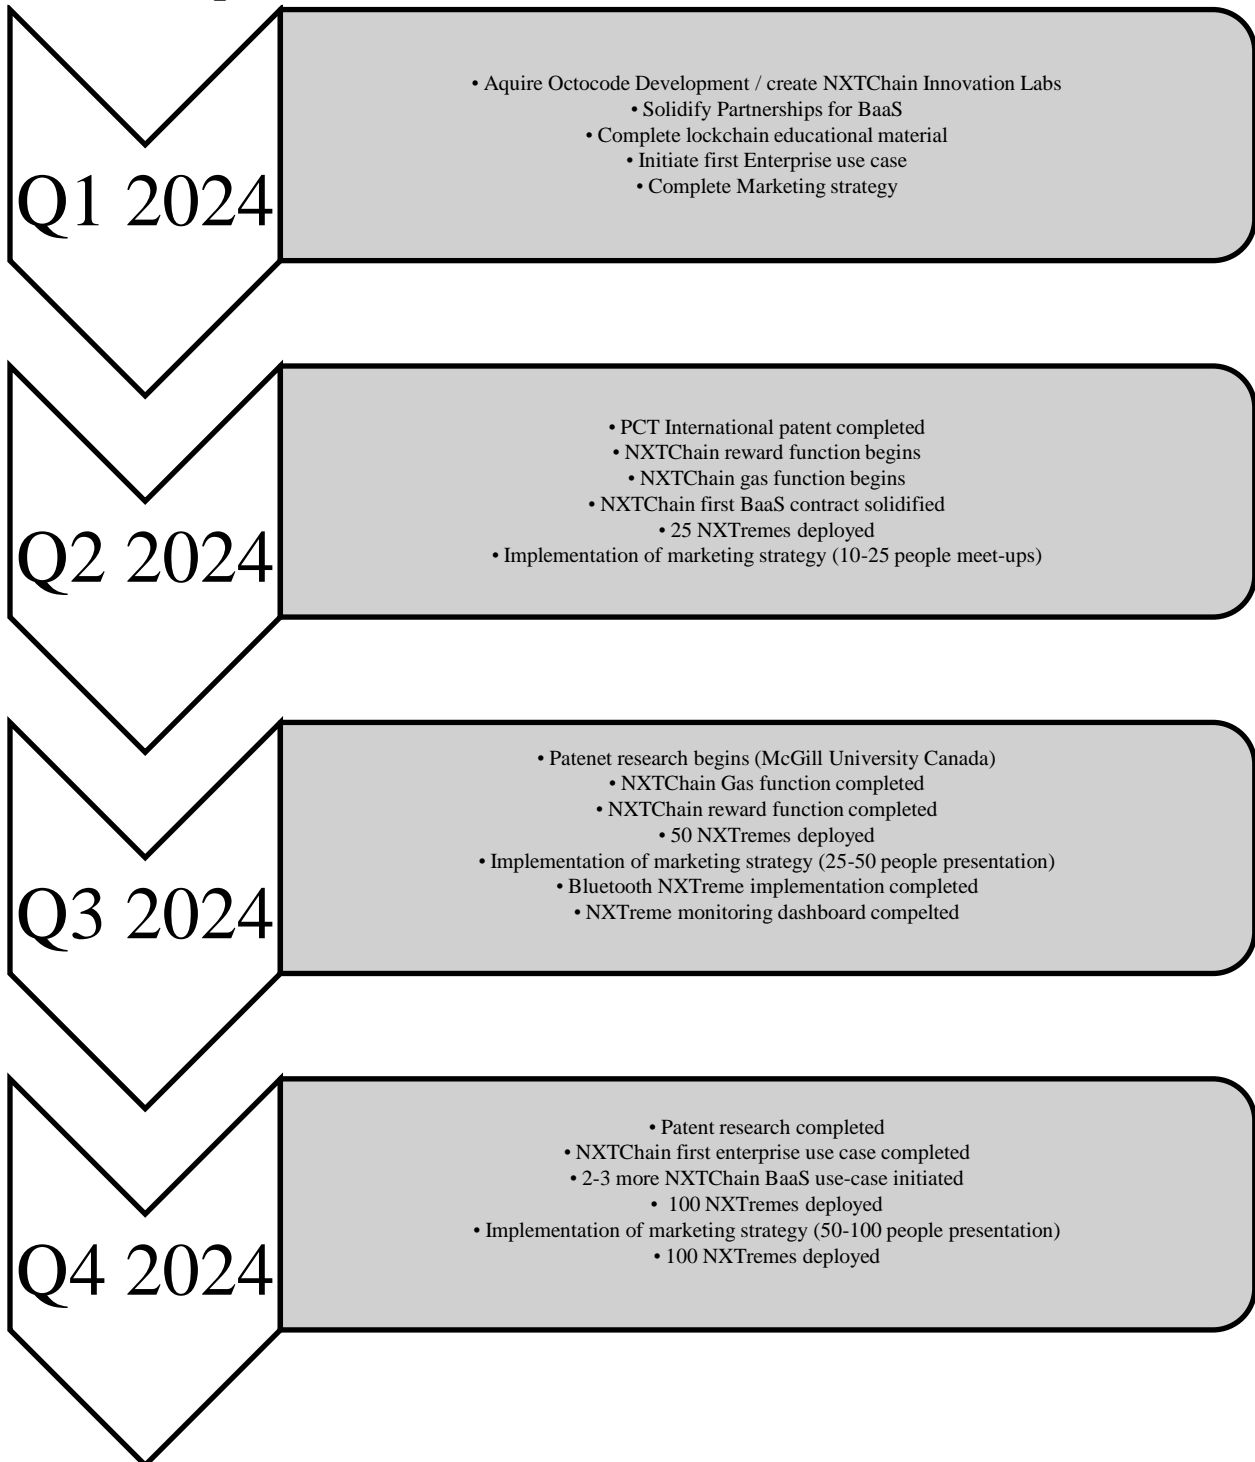 Q1 2024
• Aquire Octocode Development / create NXTChain Innovation Labs
• Solidify Partnerships for BaaS
• Complete lockchain educational material
• Initiate first Enterprise use case
• Complete Marketing strategy
Q2 2024
• PCT International patent completed
• NXTChain reward function begins
• NXTChain gas function begins
• NXTChain first BaaS contract solidified
• 25 NXTremes deployed
• Implementation of marketing strategy (10-25 people meet-ups)
Q3 2024
• Patenet research begins (McGill University Canada)
• NXTChain Gas function completed
• NXTChain reward function completed
• 50 NXTremes deployed
• Implementation of marketing strategy (25-50 people presentation)
• Bluetooth NXTreme implementation completed
• NXTreme monitoring dashboard compelted
Q4 2024
• Patent research completed
• NXTChain first enterprise use case completed
• 2-3 more NXTChain BaaS use-case initiated
• 100 NXTremes deployed
• Implementation of marketing strategy (50-100 people presentation)
• 100 NXTremes deployed